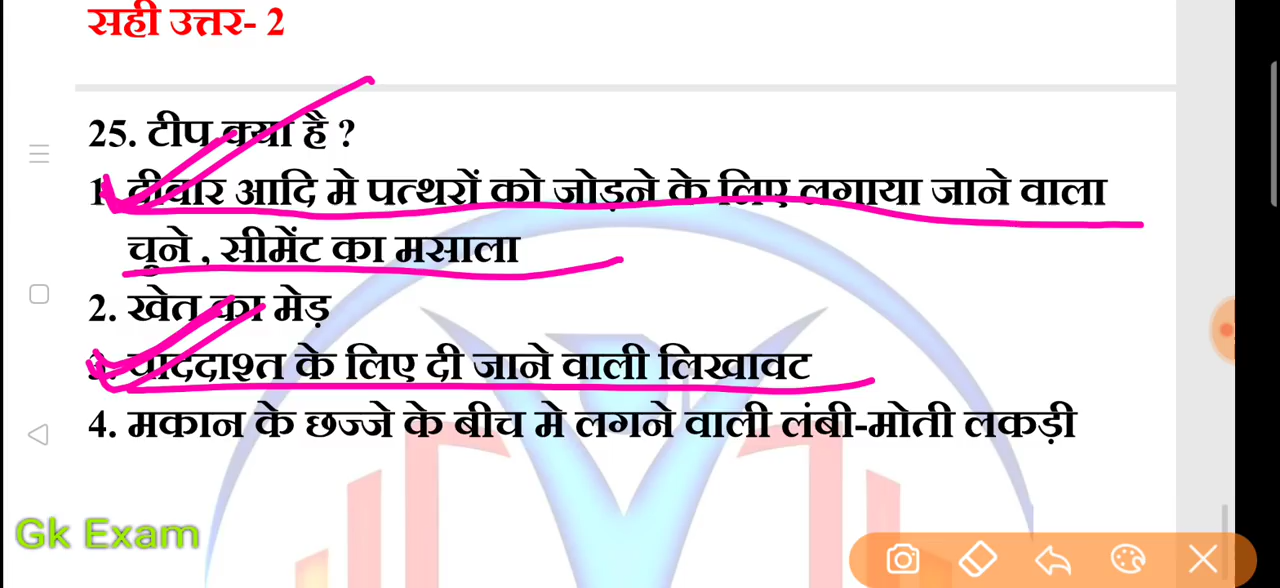 सही उत्तर- 2
25. टीप क्या है ?
1. दीवार आदि मे पत्थरों को जोड़ने के लिए लगाया जाने वाला
चुने , सीमेंट का मसाला
2. खेत का मेड़
3. याददाश्त के लिए दी जाने वाली लिखावट
4. मकान के छज्जे के बीच मे लगने वाली लंबी-मोती लकड़ी
Gk Exam